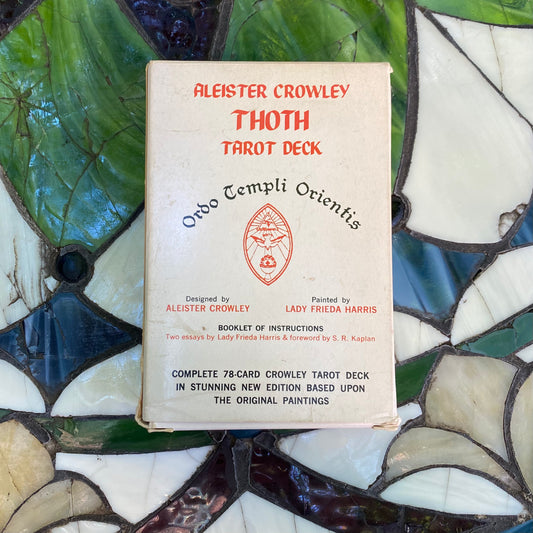 ALEISTER CROWLEY
THOTH
TAROT DECK
Ordo Templi Orientis
Designed by
ALEISTER CROWLEY
Painted by
LADY FRIEDA HARRIS
BOOKLET OF INSTRUCTIONS
Two essays by Lady Frieda Harris & foreword by S. R. Kaplan
COMPLETE 78-CARD CROWLEY TAROT DECK
IN STUNNING NEW EDITION BASED UPON
THE ORIGINAL PAINTINGS